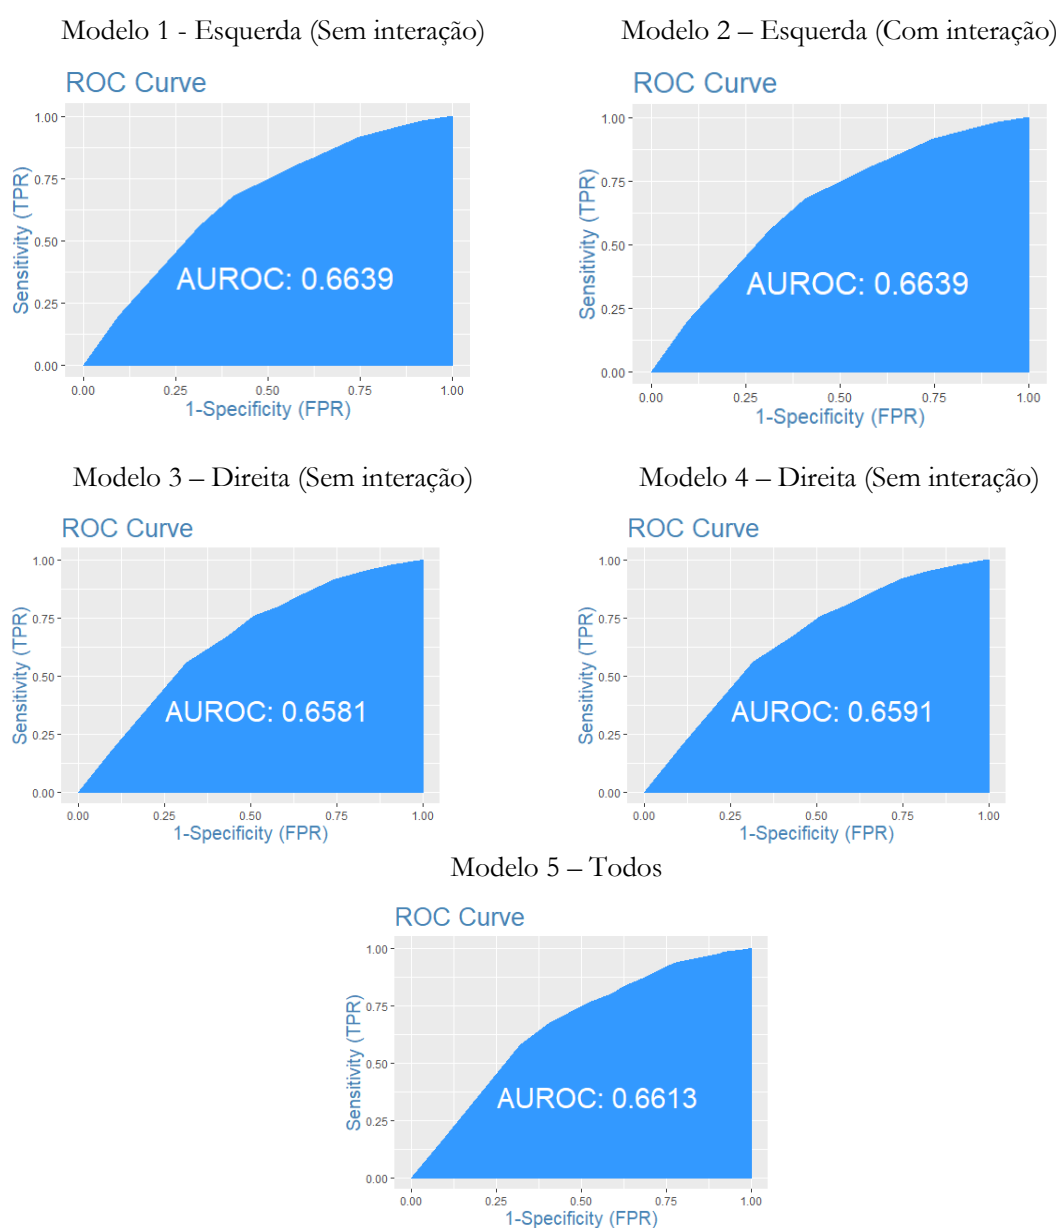 Modelo 1 - Esquerda (Sem interação)
ROC Curve
Sensitivity (TPR)
1.00
0.75
0.50
0.25
0.00
AUROC: 0.6639
0.00 0.25 0.50 0.75 1.00
1-Specificity (FPR)
Modelo 2 – Esquerda (Com interação)
ROC Curve
Sensitivity (TPR)
1.00
0.75
0.50
0.25
0.00
AUROC: 0.6639
0.00 0.25 0.50 0.75 1.00
1-Specificity (FPR)
Modelo 3 – Direita (Sem interação)
ROC Curve
Sensitivity (TPR)
1.00
0.75
0.50
0.25
0.00
AUROC: 0.6581
0.00 0.25 0.50 0.75 1.00
1-Specificity (FPR)
Modelo 4 – Direita (Sem interação)
ROC Curve
Sensitivity (TPR)
1.00
0.75
0.50
0.25
0.00
AUROC: 0.6591
0.00 0.25 0.50 0.75 1.00
1-Specificity (FPR)
Modelo 5 – Todos
ROC Curve
Sensitivity (TPR)
1.00
0.75
0.50
0.25
0.00
AUROC: 0.6613
0.00 0.25 0.50 0.75 1.00
1-Specificity (FPR)